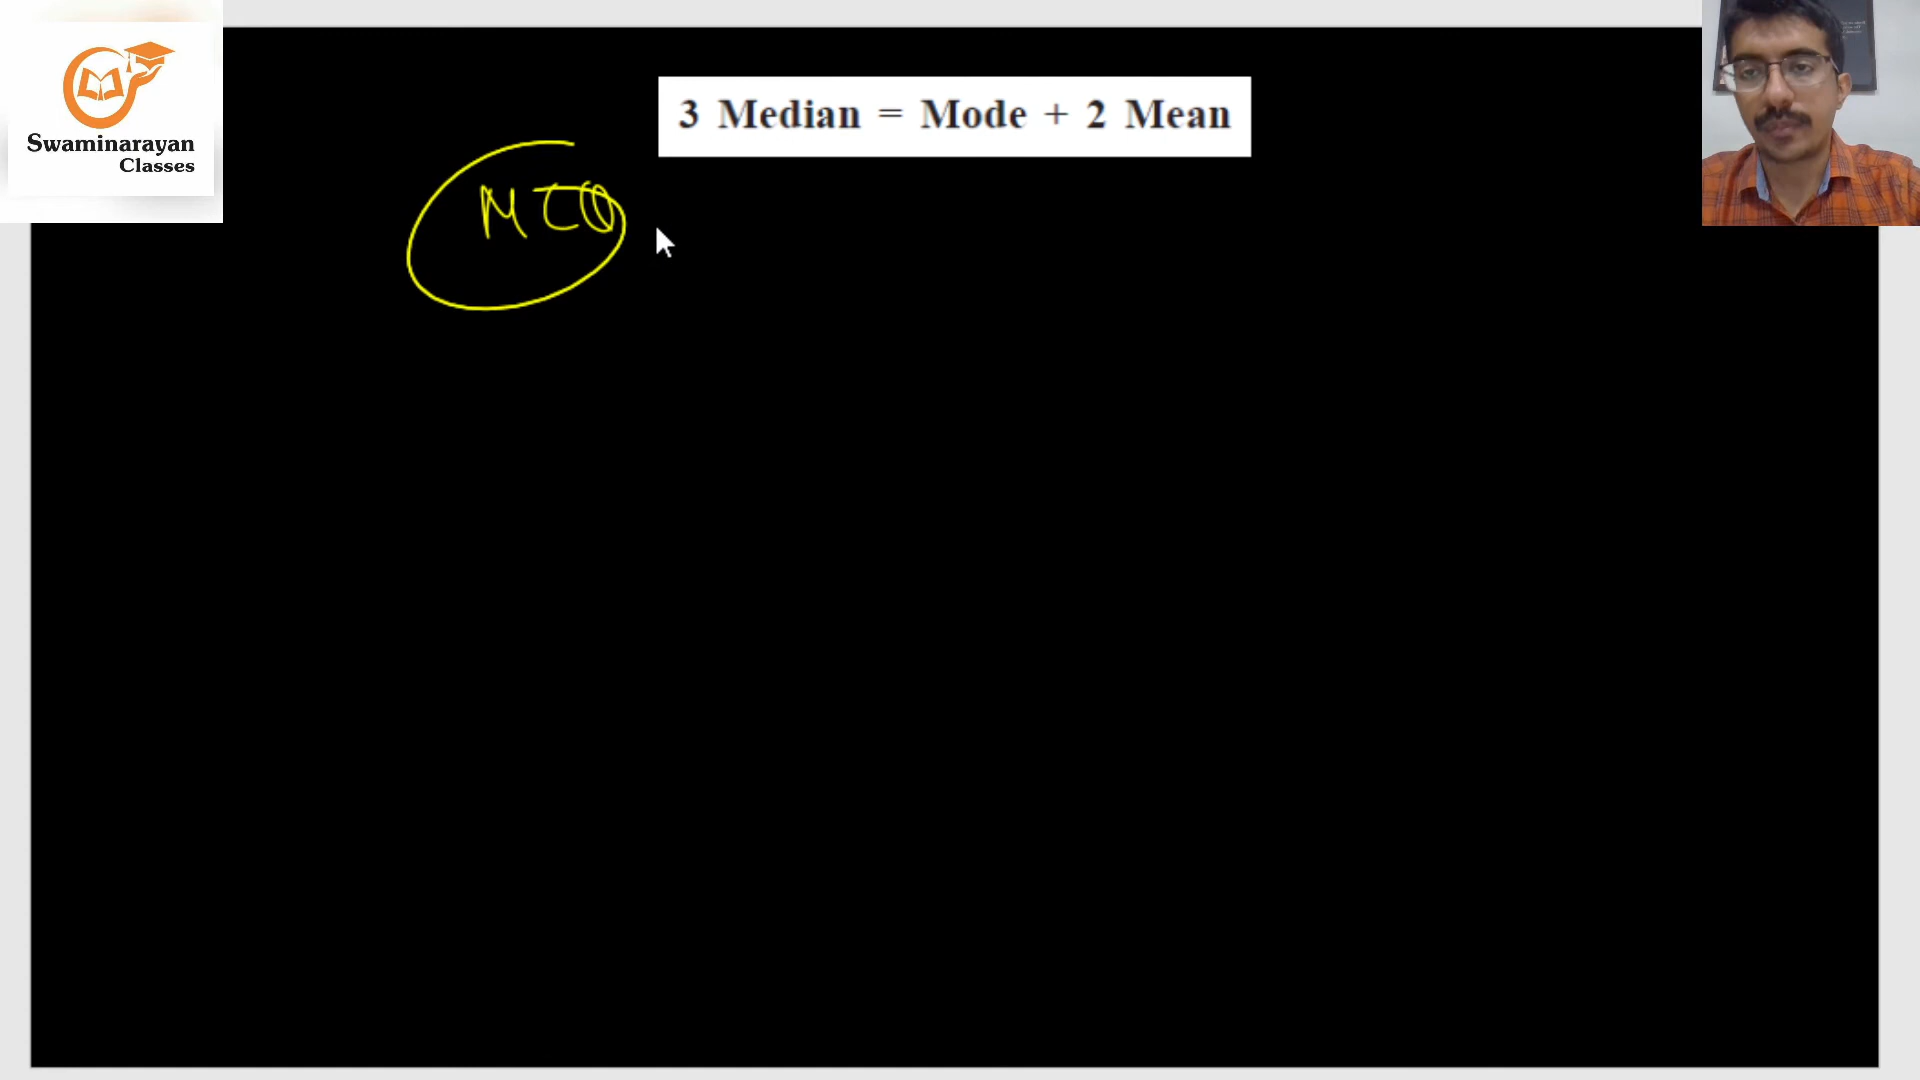 Swaminarayan
Classes
3 Median = Mode + 2 Mean
MCQ